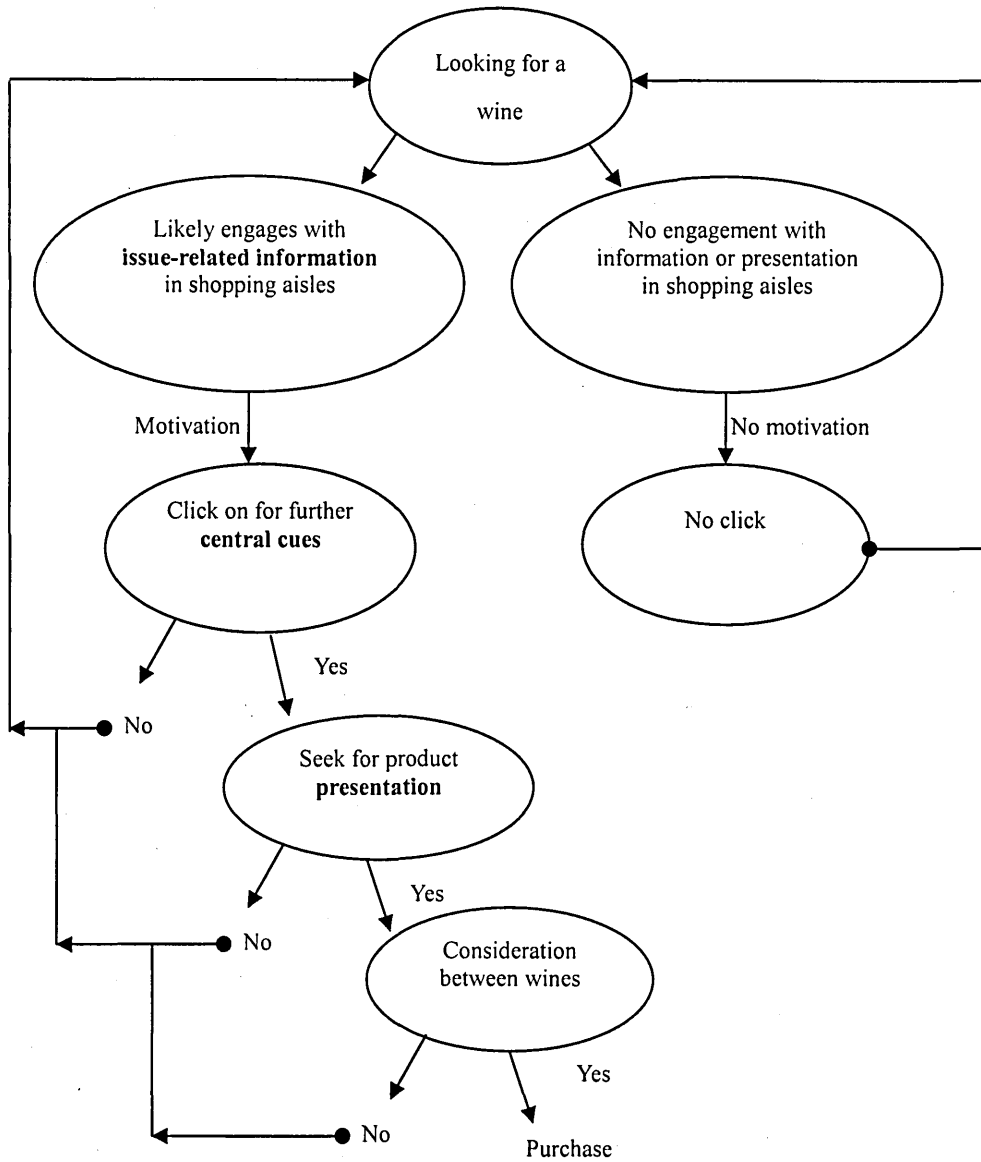 Looking for a
wine
Likely engages with
issue-related information
in shopping aisles
No engagement with
information or presentation
in shopping aisles
Motivation
No motivation
Click on for further
central cues
No click
Yes
No
Seek for product
presentation
Yes
No
Consideration
between wines
Yes
No
Purchase